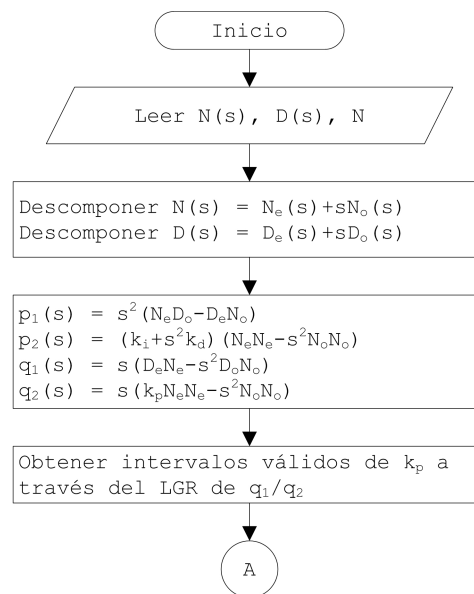 Inicio
Leer N(s), D(s), N
Descomponer N(s) = Nₑ(s)+sNₒ(s)
Descomponer D(s) = Dₑ(s)+sDₒ(s)
p₁(s) = s²(NₑDₒ-DₑNₒ)
p₂(s) = (kᵢ+s²k_d)(NₑNₑ-s²NₒNₒ)
q₁(s) = s(DₑNₑ-s²DₒNₒ)
q₂(s) = s(kₚNₑNₑ-s²NₒNₒ)
Obtener intervalos válidos de kₚ a
través del LGR de q₁/q₂
A